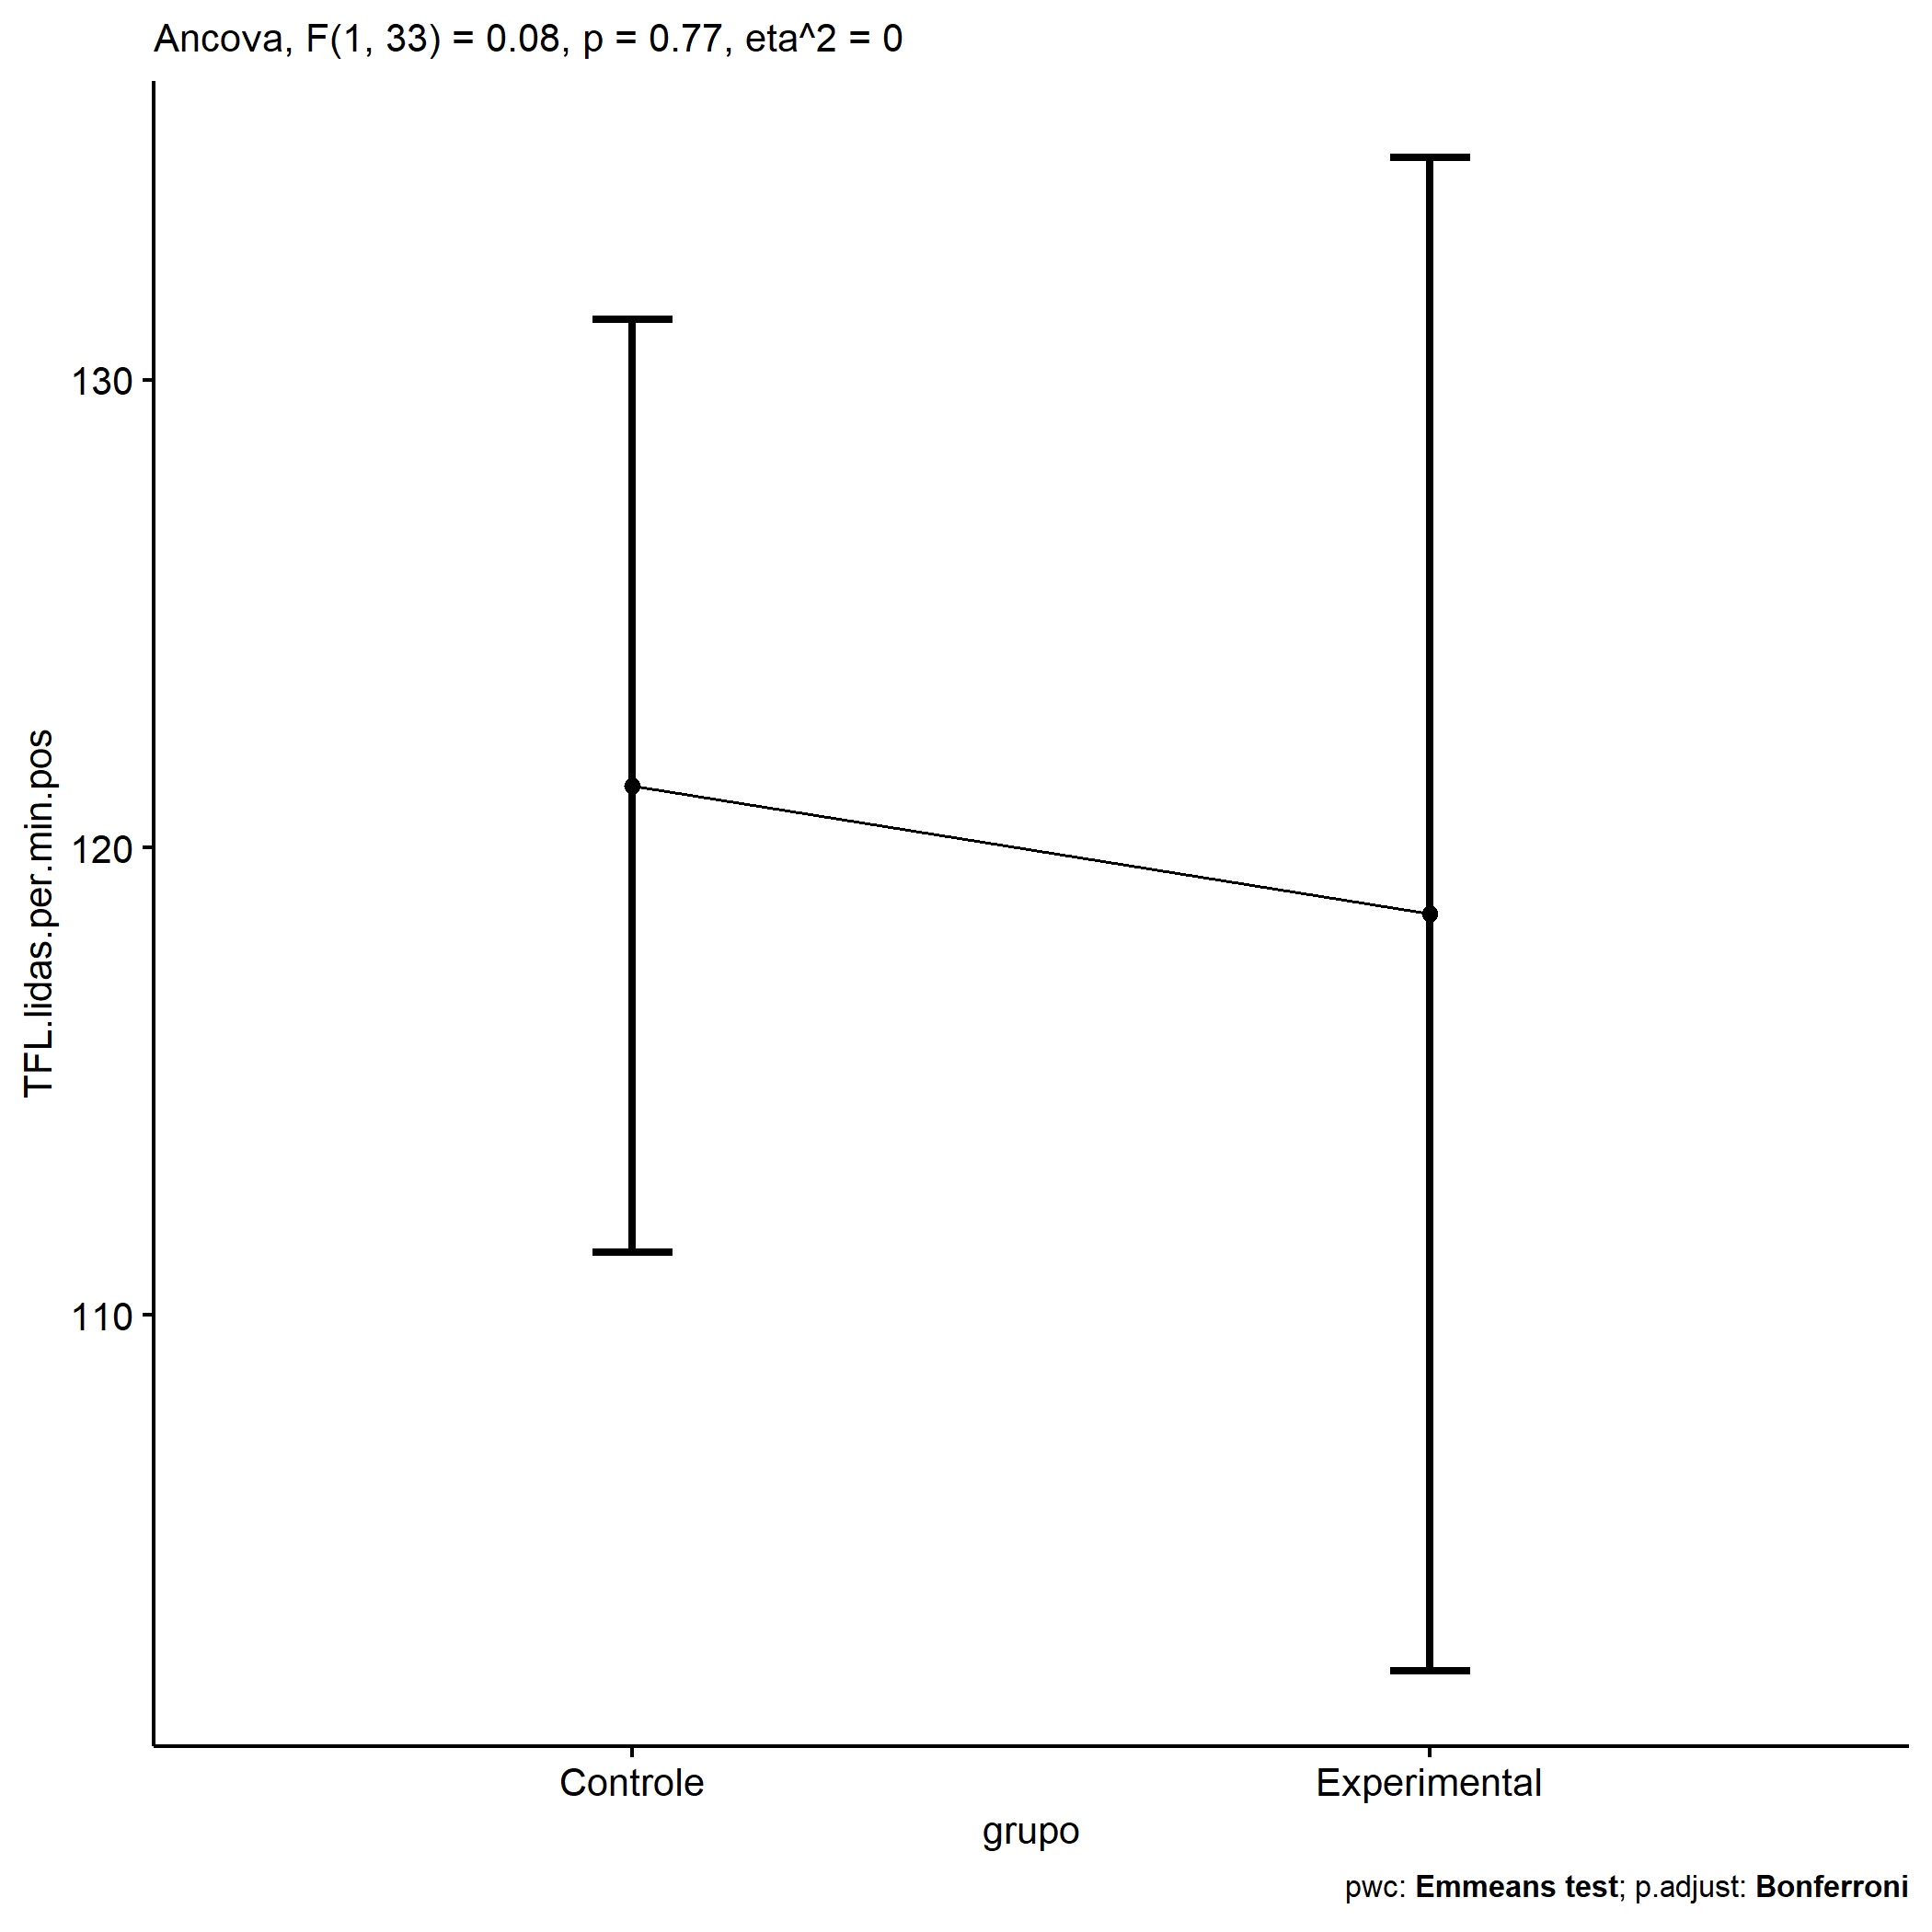 Ancova, F(1, 33) = 0.08, p = 0.77, eta^2 = 0
TFL.lidas.per.min.pos
130
120
110
Controle
Experimental
grupo
pwc: Emmeans test; p.adjust: Bonferroni